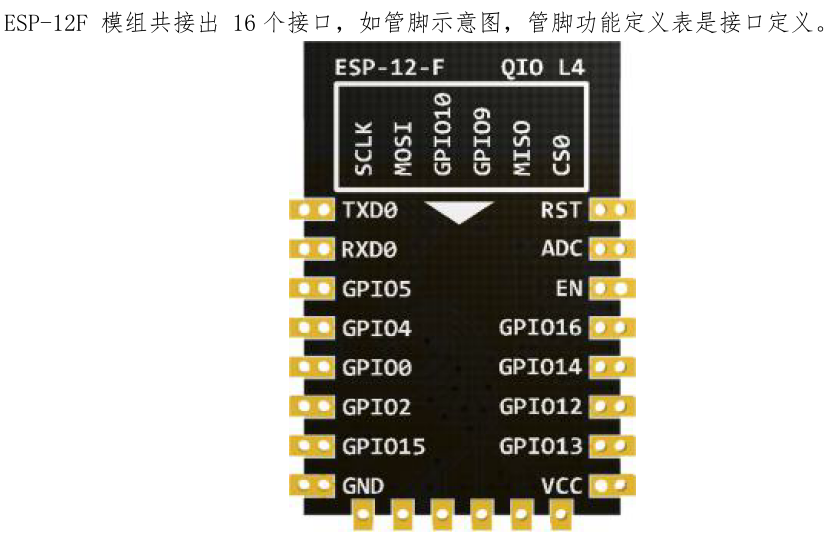 ESP-12F 模组共接出 16个接口，如管脚示意图，管脚功能定义表是接口定义。
ESP-12-F QIO L4
SCLK
MOSI
GPIO10
GPIO9
MISO
CS0
TXD0 RST
RXD0 ADC
GPIO5 EN
GPIO4 GPIO16
GPIO0 GPIO14
GPIO2 GPIO12
GPIO15 GPIO13
GND VCC